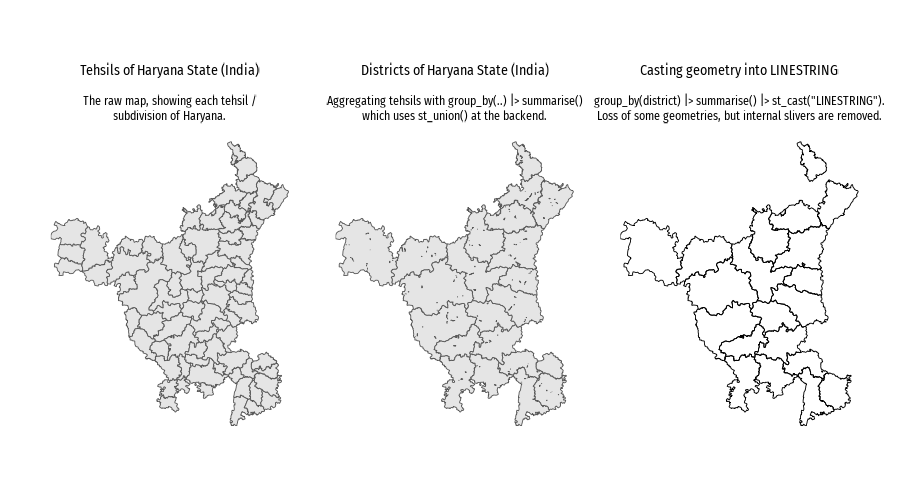 Tehsils of Haryana State (India)
The raw map, showing each tehsil /
subdivision of Haryana.
Districts of Haryana State (India)
Aggregating tehsils with group_by(..) |> summarise()
which uses st_union() at the backend.
Casting geometry into LINESTRING
group_by(district) |> summarise() |> st_cast("LINESTRING").
Loss of some geometries, but internal slivers are removed.